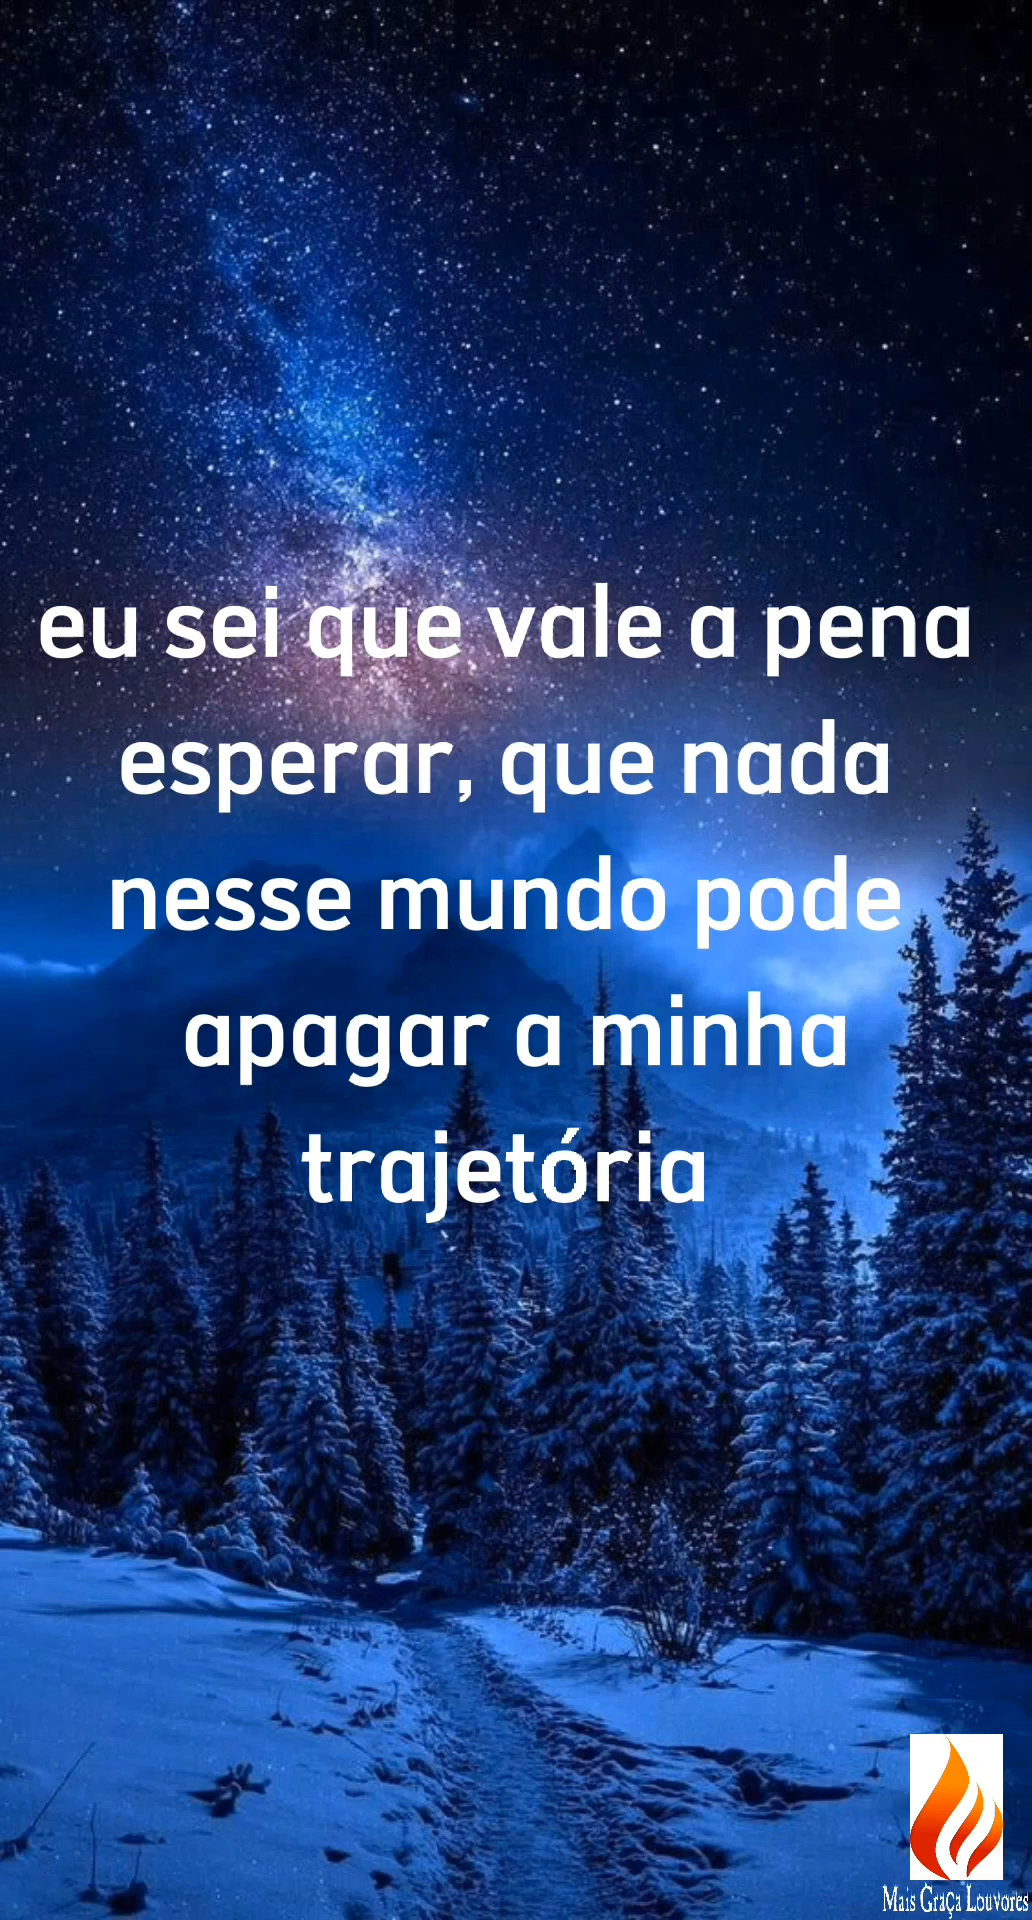 eu sei que vale a pena
esperar, que nada
nesse mundo pode
apagar a minha
trajetória
Mais Graça Louvores